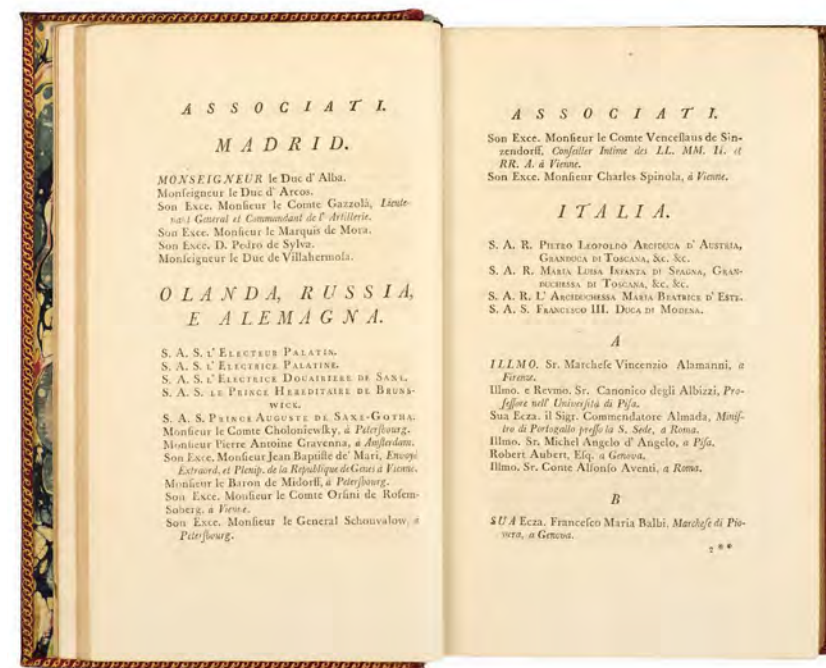 ASSOCIATI.
MADRID.
MONSEIGNEUR le Duc d' Alba.
Monseigneur le Duc d' Arcos.
Son Exce. Monsieur le Comte Gazzolà, Lieute-
nant General et Commandant de l' Artillerie.
Son Exce. Monsieur le Marquis de Mora.
Son Exce. D. Pedro de Sylva.
Monseigneur le Duc de Villahermosa.
OLANDA, RUSSIA,
E ALEMAGNA.
S. A. S. L' ELECTEUR PALATIN.
S. A. S. L' ELECTRICE PALATINE.
S. A. S. L' ELECTRICE DOUAIRIERE DE SAXE.
S. A. S. LE PRINCE HEREDITAIRE DE BRUNS-
WICK.
S. A. S. PRINCE AUGUSTE DE SAXE-GOTHA.
Monsieur le Comte Choloniewsky, a Petersbourg.
Monsieur Pierre Antoine Cravenna, a Amsterdam.
Son Exce. Monsieur Jean Baptiste de' Mari, Envoyé
Extraord. et Plenip. de la Republique de Genes a Vienne.
Monsieur le Baron de Midorff, a Petersbourg.
Son Exce. Monsieur le Comte Orsini de Rosem-
Soberg, a Vienne.
Son Exce. Monsieur le General Schouvalow, a
Petersbourg.
ASSOCIATI.
Son Exce. Monsieur le Comte Venceslaus de Sin-
zendorff, Conseiller Intime des LL. MM. Ii. et
RR. A. à Vienne.
Son Exce. Monsieur Charles Spinola, à Vienne.
ITALIA.
S. A. R. PIETRO LEOPOLDO ARCIDUCA D' AUSTRIA,
GRANDUCA DI TOSCANA, &c. &c.
S. A. R. MARIA LUISA INFANTA DI SPAGNA, GRAN-
DUCHESSA DI TOSCANA, &c. &c.
S. A. R. L' ARCIDUCHESSA MARIA BEATRICE D' ESTE.
S. A. S. FRANCESCO III. DUCA DI MODENA.
A
ILLMO. Sr. Marchese Vincenzio Alamanni, a
Firenze.
Illmo. e Revmo. Sr. Canonico degli Albizzi, Pro-
fessore nell' Università di Pisa.
Sua Ecza. il Sigr. Commendatore Almada, Minis-
tro di Portogallo presso la S. Sede, a Roma.
Illmo. Sr. Michel Angelo d' Angelo, a Pisa.
Robert Aubert, Esq. a Genova.
Illmo. Sr. Conte Alfonso Aventi, a Roma.
B
SUA Ecza. Francesco Maria Balbi, Marchese di Pio-
vera, a Genova.
2 **